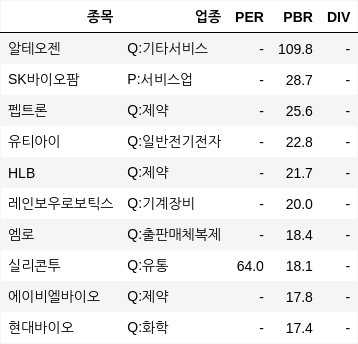 종목 업종 PER PBR DIV
알테오젠 Q:기타서비스 - 109.8 -
SK바이오팜 P:서비스업 - 28.7 -
펩트론 Q:제약 - 25.6 -
유티아이 Q:일반전기전자 - 22.8 -
HLB Q:제약 - 21.7 -
레인보우로보틱스 Q:기계장비 - 20.0 -
엠로 Q:출판매체복제 - 18.4 -
실리콘투 Q:유통 64.0 18.1 -
에이비엘바이오 Q:제약 - 17.8 -
현대바이오 Q:화학 - 17.4 -